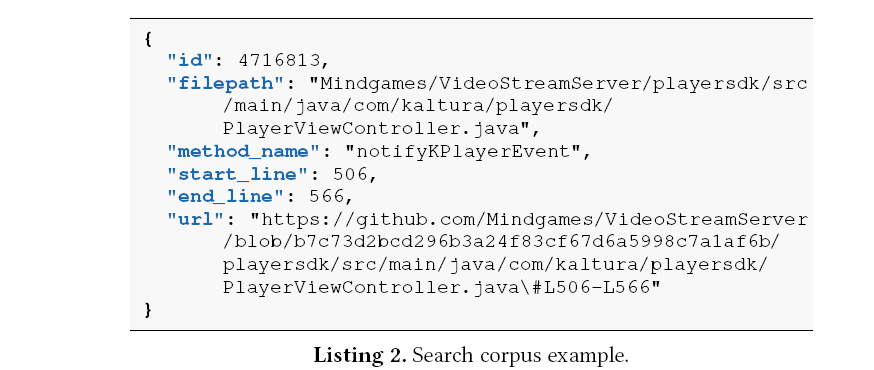 {
"id": 4716813,
"filepath": "Mindgames/VideoStreamServer/playersdk/src
/main/java/com/kaltura/playersdk/
PlayerViewController.java",
"method_name": "notifyKPlayerEvent",
"start_line": 506,
"end_line": 566,
"url": "https://github.com/Mindgames/VideoStreamServer
/blob/b7c73d2bcd296b3a24f83cf67d6a5998c7a1af6b/
playersdk/src/main/java/com/kaltura/playersdk/
PlayerViewController.java\#L506-L566"
}
Listing 2. Search corpus example.